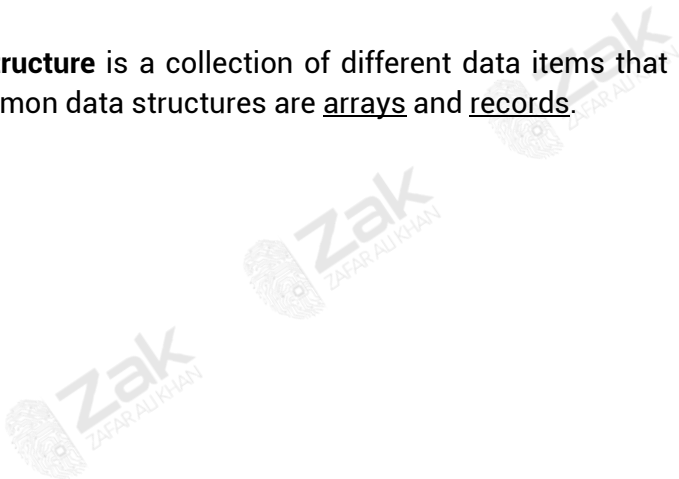 ructure is a collection of different data items that
mon data structures are arrays and records.
Zak
ZAFAR ALI KHAN
Zak
ZAFAR ALI KHAN
Zak
ZAFAR ALI KHAN